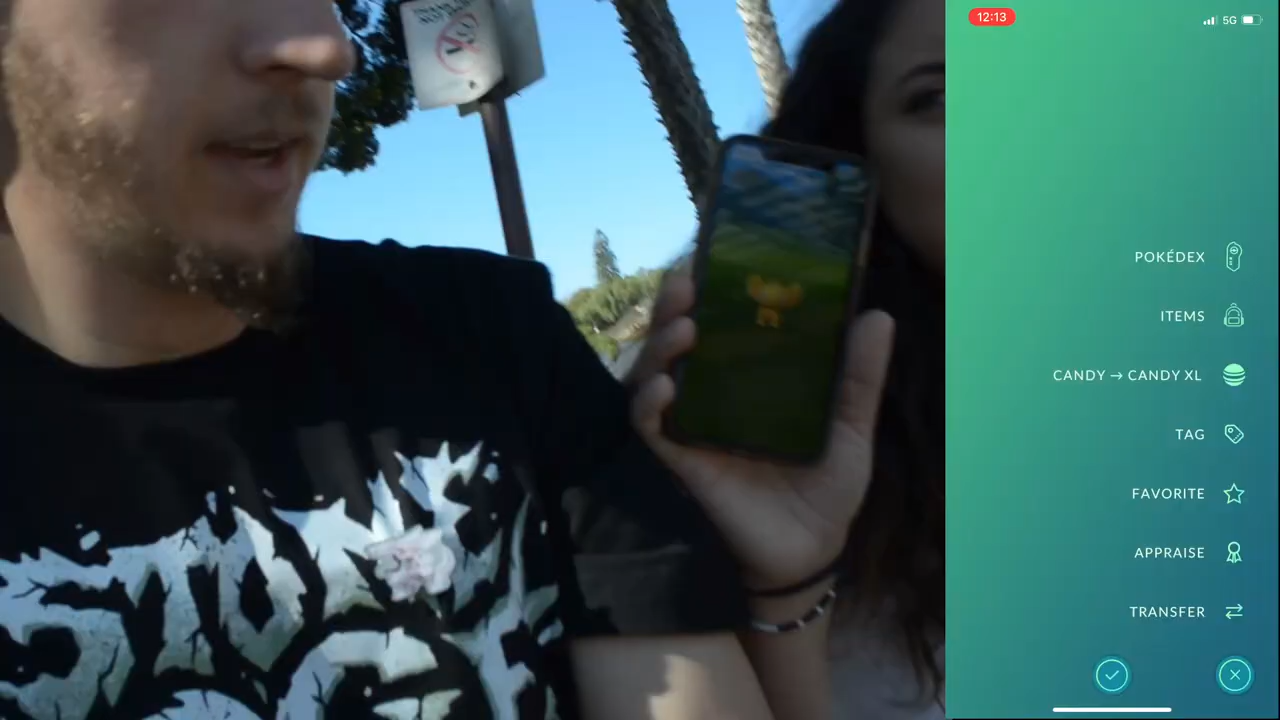 12:13
5G
POKÉDEX
ITEMS
CANDY → CANDY XL
TAG
FAVORITE
APPRAISE
TRANSFER